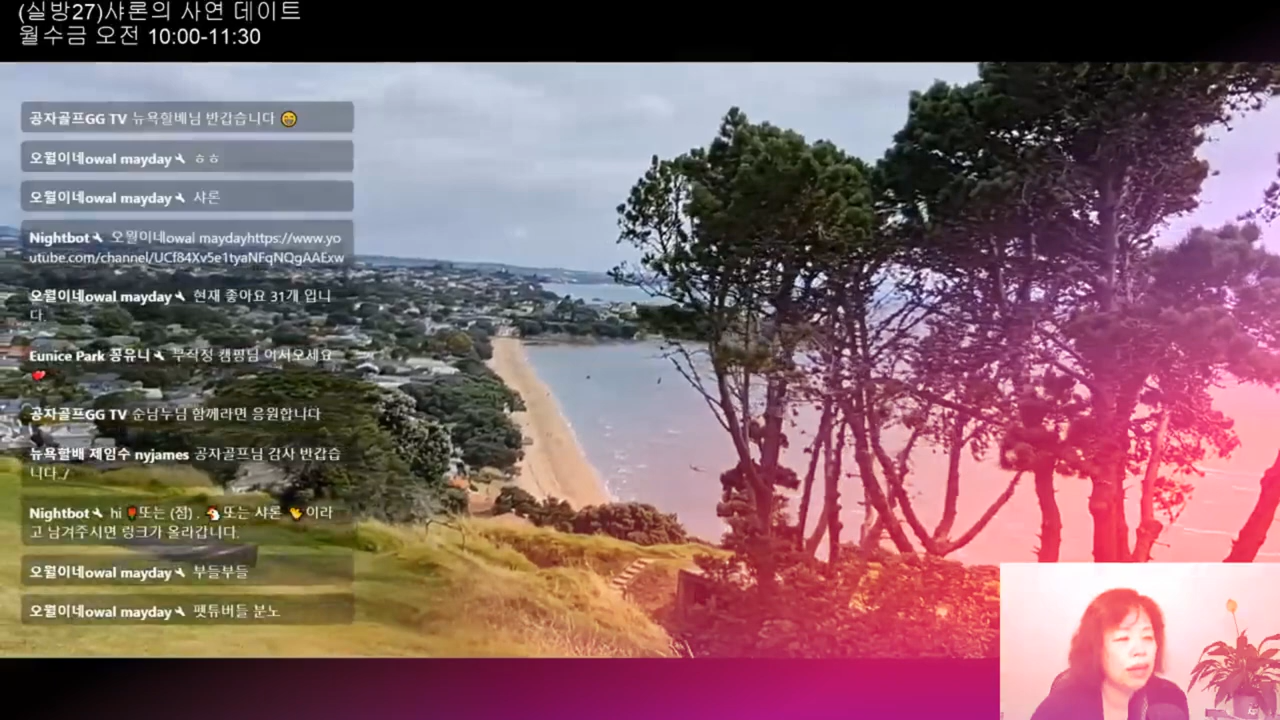 (실방27)샤론의 사연 데이트
월수금 오전 10:00-11:30
공자골프GG TV 뉴욕할배님 반갑습니다 😁
오월이네owal mayday ㅎㅎ
오월이네owal mayday 샤론
Nightbot 오월이네owal maydayhttps://www.yo
utube.com/channel/UCf84Xv5e1tyaNFqNQgAAExw
오월이네owal mayday 현재 좋아요 31개 입니
다.
Eunice Park 꽁유니 무작정 캠핑님 어서오세요
❤️
공자골프GG TV 순남누님 함께라면 응원합니다
뉴욕할배 제임수 nyjames 공자골프님 감사 반갑습
니다./
Nightbot hi🌹또는 (점) . 🐔또는 샤론 👋이라
고 남겨주시면 링크가 올라갑니다.
오월이네owal mayday 부들부들
오월이네owal mayday 펫튜버들 분노